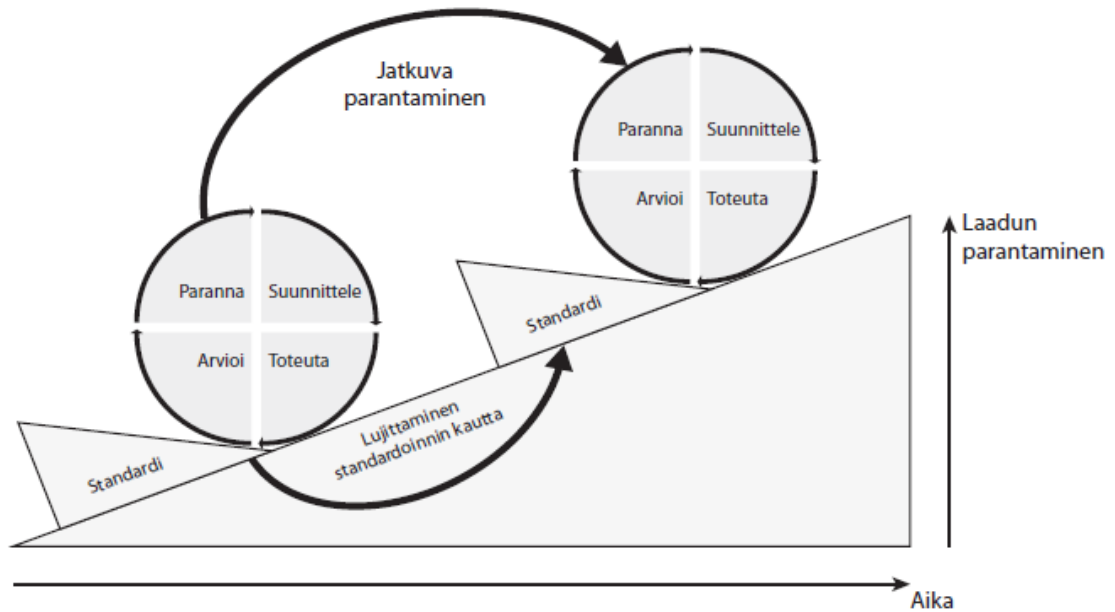 Jatkuva
parantaminen
Paranna
Suunnittele
Arvioi
Toteuta
Laadun
parantaminen
Paranna
Suunnittele
Arvioi
Toteuta
Standardi
Standardi
Lujittaminen
standardoinnin kautta
Aika